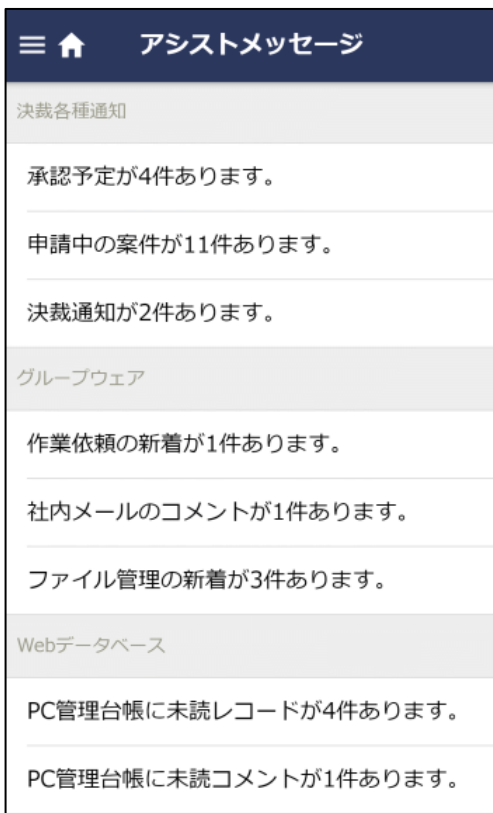 アシストメッセージ
決裁各種通知
承認予定が4件あります。
申請中の案件が11件あります。
決裁通知が2件あります。
グループウェア
作業依頼の新着が1件あります。
社内メールのコメントが1件あります。
ファイル管理の新着が3件あります。
Webデータベース
PC管理台帳に未読レコードが4件あります。
PC管理台帳に未読コメントが1件あります。